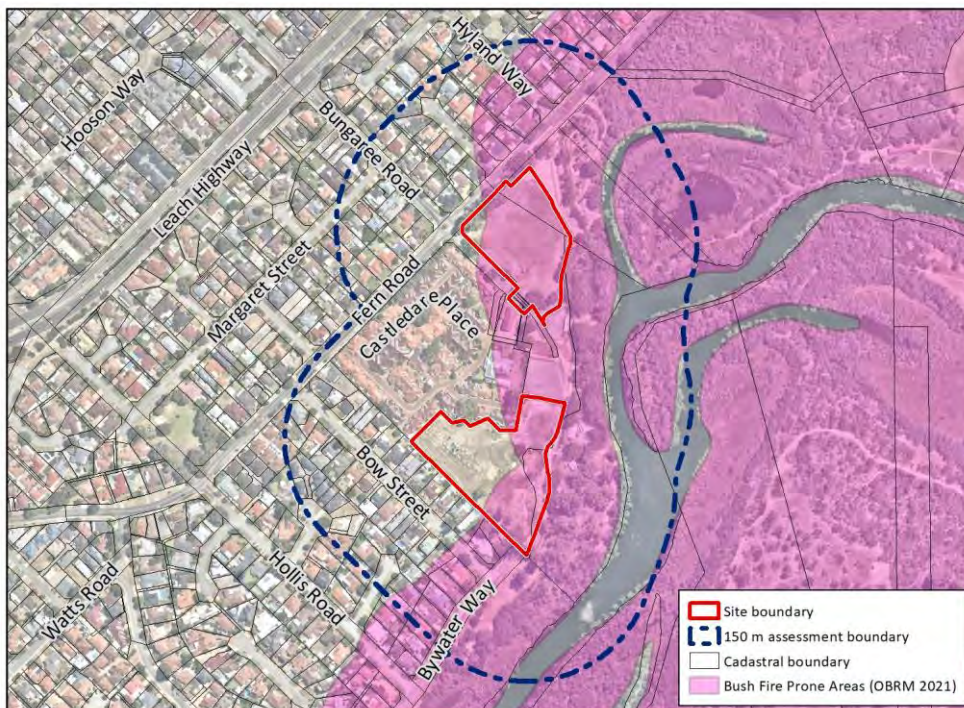 Hyland Way
Hooson Way
Bungaree Road
Leach Highway
Margaret Street
Fern Road
Castledare Place
Bow Street
Hollis Road
Watts Road
Bywater Way
Site boundary
150 m assessment boundary
Cadastral boundary
Bush Fire Prone Areas (OBRM 2021)